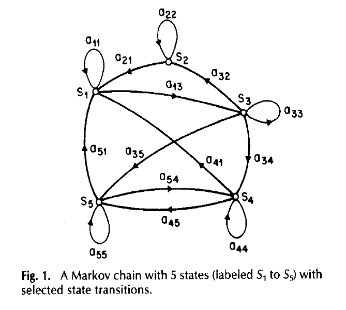 a22
a11
a21
S2
a32
S1
a13
S3
a33
a51
a35
a41
a34
a54
S5
S4
a45
a55
a44
Fig. 1. A Markov chain with 5 states (labeled S1 to S5) with
selected state transitions.